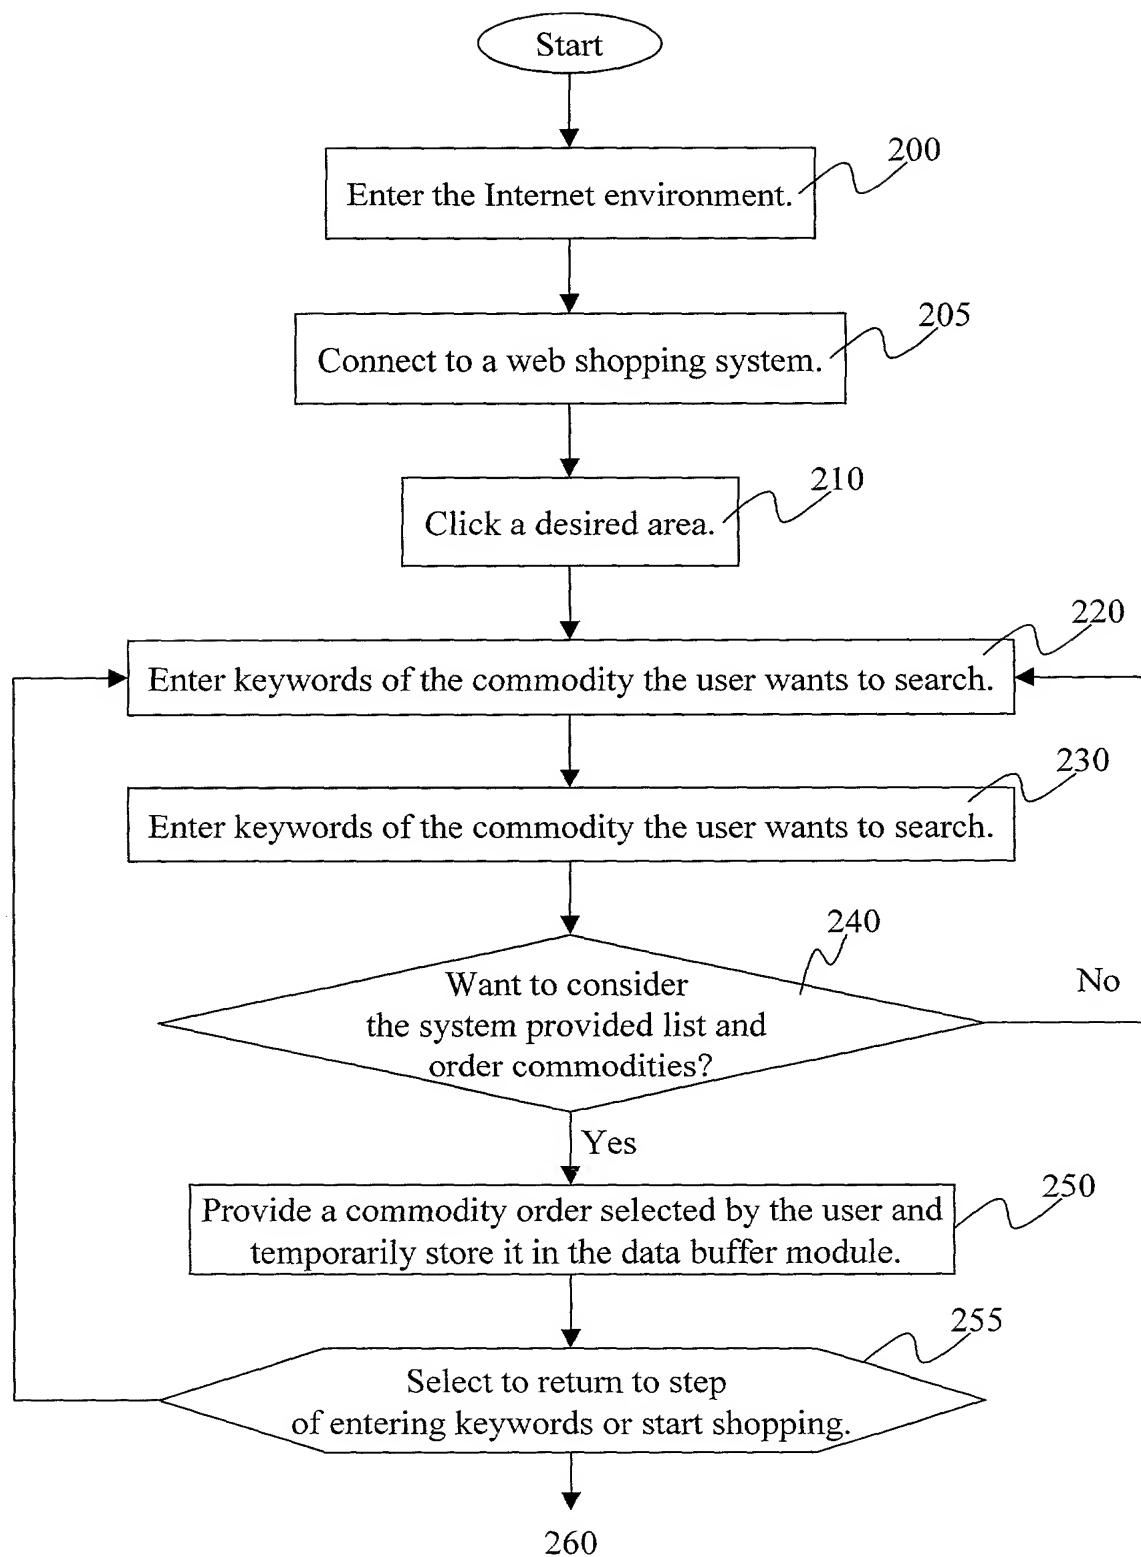 Start
200
Enter the Internet environment.
205
Connect to a web shopping system.
210
Click a desired area.
220
Enter keywords of the commodity the user wants to search.
230
Enter keywords of the commodity the user wants to search.
240
No
Want to consider
the system provided list and
order commodities?
Yes
250
Provide a commodity order selected by the user and
temporarily store it in the data buffer module.
255
Select to return to step
of entering keywords or start shopping.
260